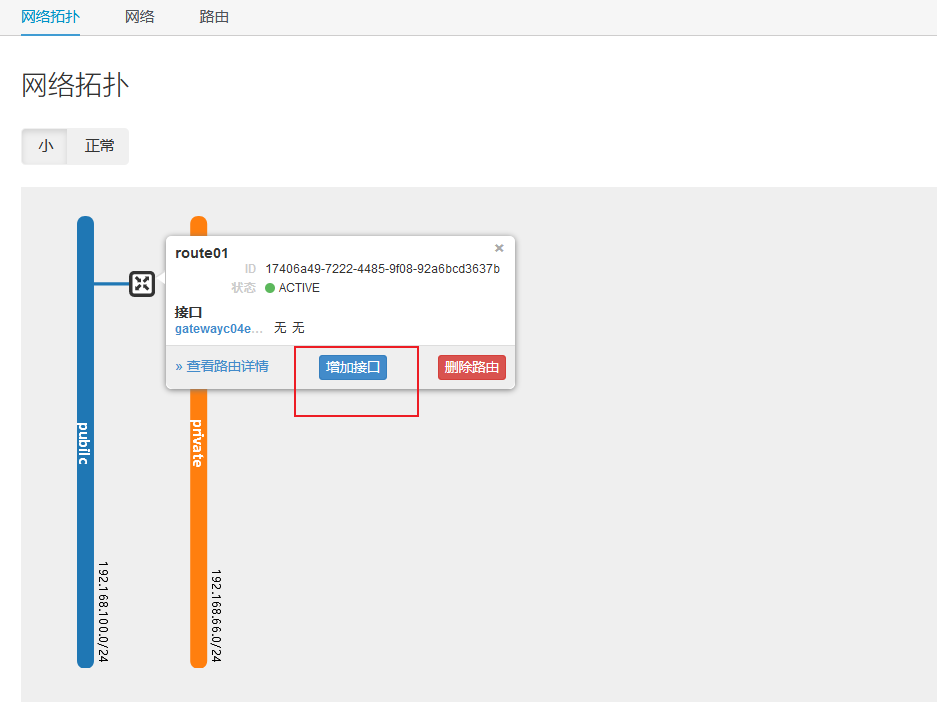 网络拓扑 网络 路由
网络拓扑
小 正常
route01 ×
ID 17406a49-7222-4485-9f08-92a6bcd3637b
状态 ACTIVE
接口
gatewayc04e... 无 无
» 查看路由详情 增加接口 删除路由
pubilc
private
192.168.100.0/24
192.168.66.0/24